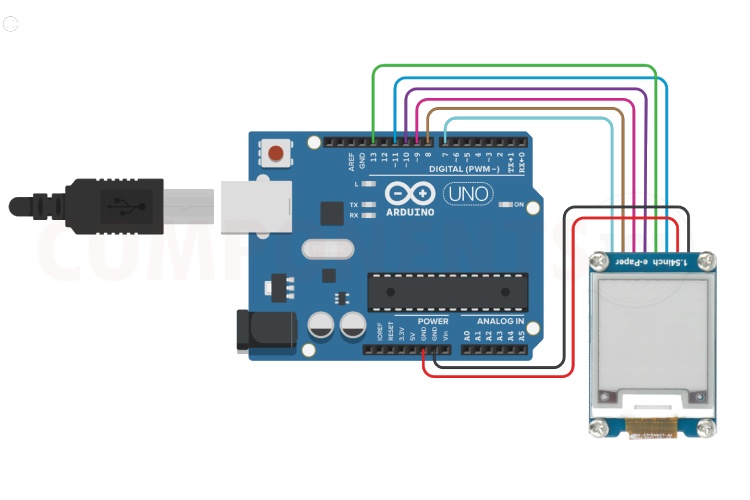 AREF
GND
13
12
~11
~10
~9
8
7
~6
~5
4
~3
2
TX→1
RX←0
DIGITAL (PWM~)
L
TX
RX
ARDUINO
UNO
ON
1.54inch e-Paper
POWER
ANALOG IN
IOREF
RESET
3.3V
5V
GND
GND
Vin
A0
A1
A2
A3
A4
A5